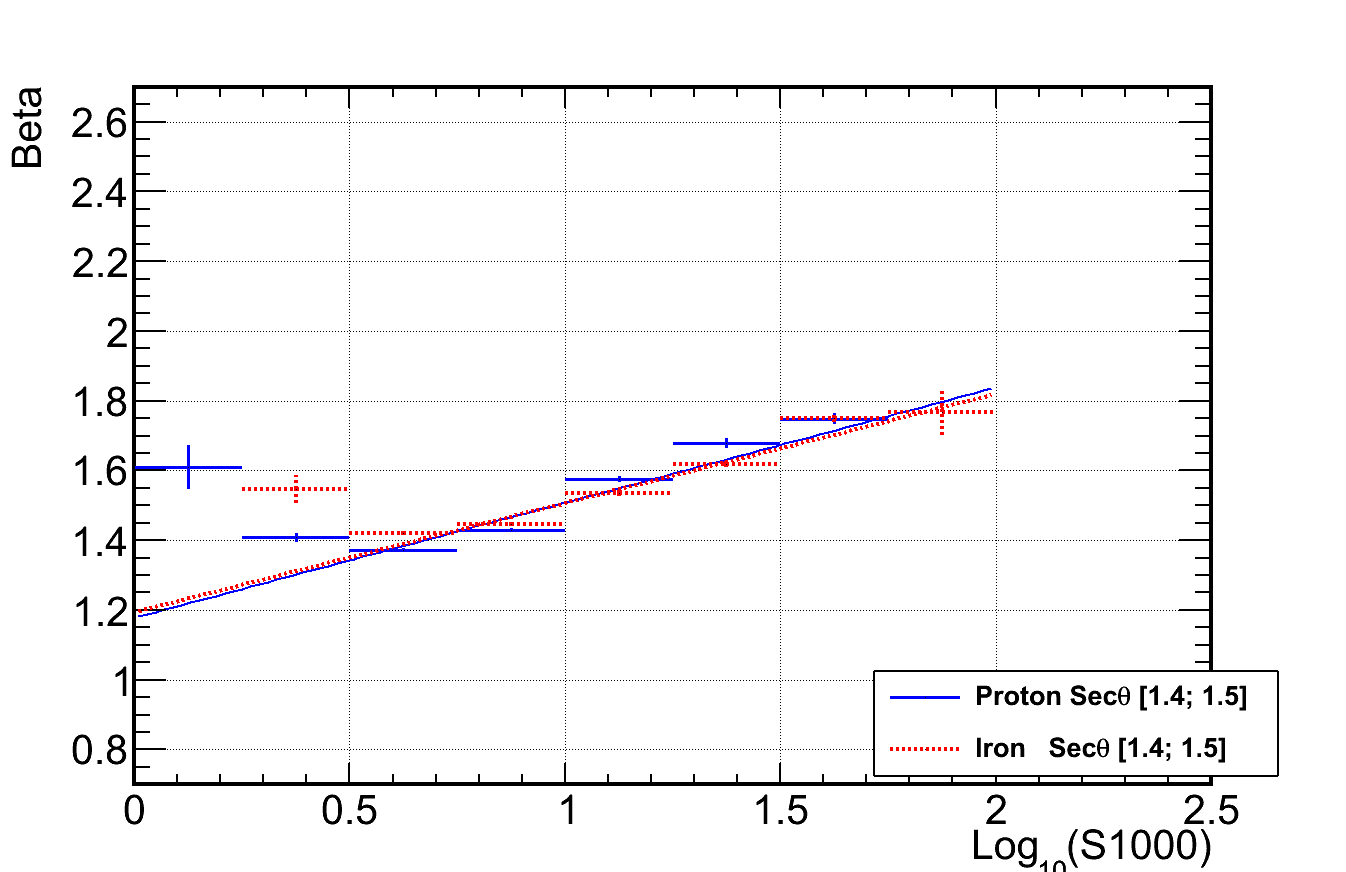 Beta
2.6
2.4
2.2
2
1.8
1.6
1.4
1.2
1
0.8
Proton Secθ [1.4; 1.5]
Iron Secθ [1.4; 1.5]
0 0.5 1 1.5 2 2.5
Log10(S1000)